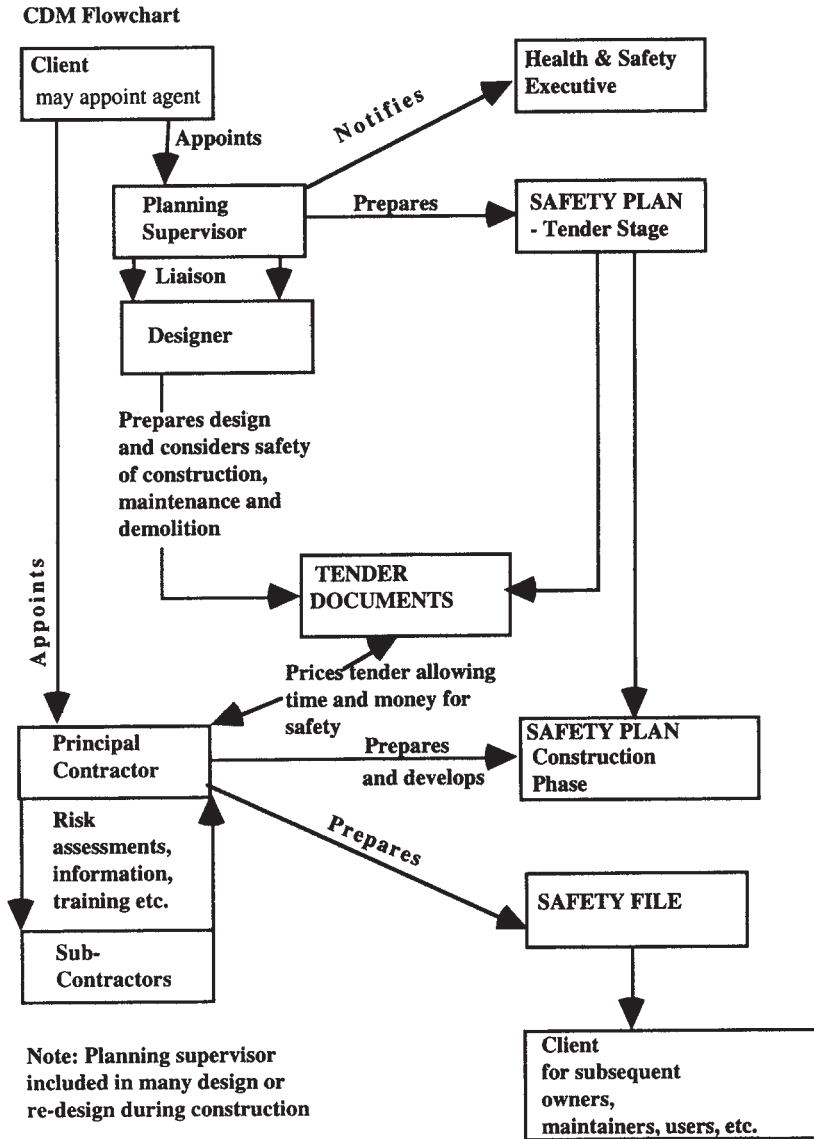 CDM Flowchart
Client
may appoint agent
Health & Safety
Executive
Notifies
Appoints
Planning
Supervisor
Prepares
SAFETY PLAN
- Tender Stage
Liaison
Designer
Prepares design
and considers safety
of construction,
maintenance and
demolition
Appoints
TENDER
DOCUMENTS
Prices tender allowing
time and money for
safety
Principal
Contractor
Prepares
and develops
SAFETY PLAN
Construction
Phase
Risk
assessments,
information,
training etc.
Prepares
SAFETY FILE
Sub-
Contractors
Note: Planning supervisor
included in many design or
re-design during construction
Client
for subsequent
owners,
maintainers, users, etc.